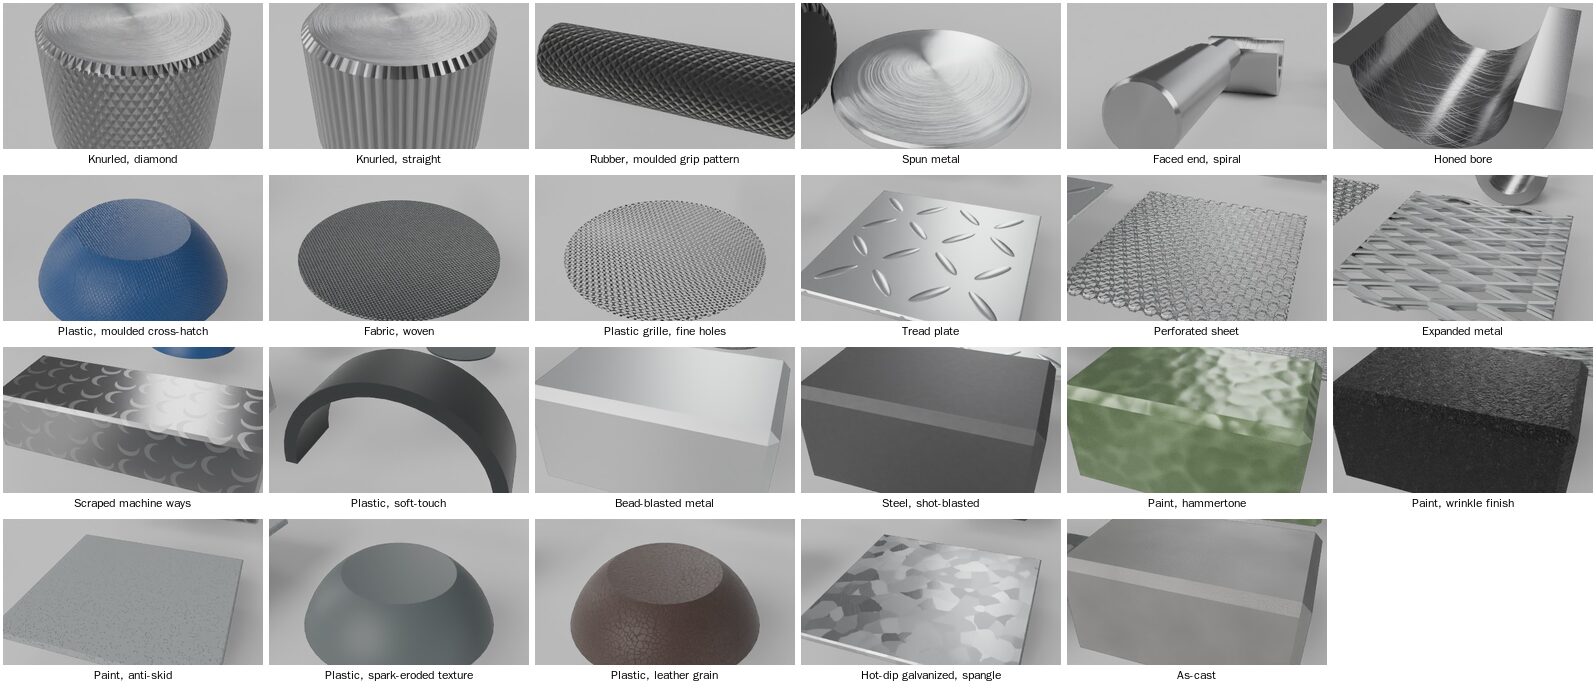 Knurled, diamond
Knurled, straight
Rubber, moulded grip pattern
Spun metal
Faced end, spiral
Honed bore
Plastic, moulded cross-hatch
Fabric, woven
Plastic grille, fine holes
Tread plate
Perforated sheet
Expanded metal
Scraped machine ways
Plastic, soft-touch
Bead-blasted metal
Steel, shot-blasted
Paint, hammertone
Paint, wrinkle finish
Paint, anti-skid
Plastic, spark-eroded texture
Plastic, leather grain
Hot-dip galvanized, spangle
As-cast